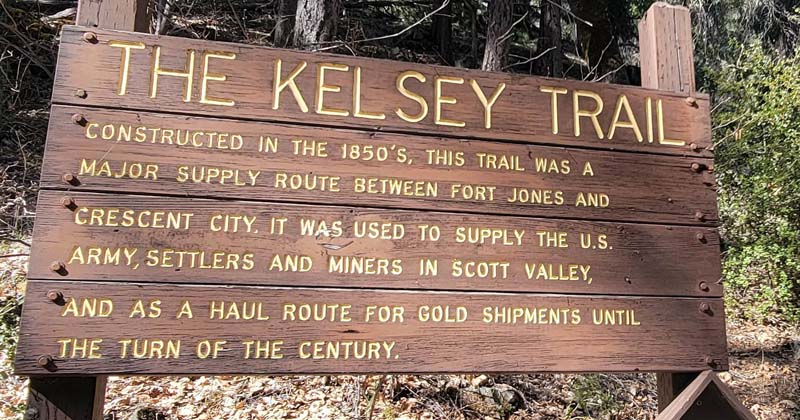 THE KELSEY TRAIL
CONSTRUCTED IN THE 1850'S, THIS TRAIL WAS A
MAJOR SUPPLY ROUTE BETWEEN FORT JONES AND
CRESCENT CITY. IT WAS USED TO SUPPLY THE U.S.
ARMY, SETTLERS AND MINERS IN SCOTT VALLEY,
AND AS A HAUL ROUTE FOR GOLD SHIPMENTS UNTIL
THE TURN OF THE CENTURY.